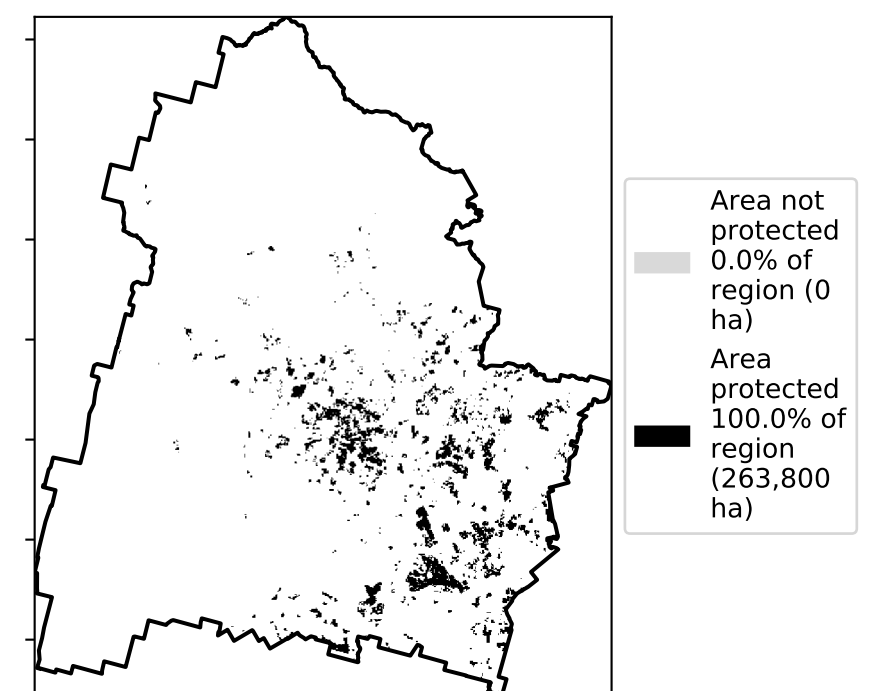 Area not
protected
0.0% of
region (0
ha)
Area
protected
100.0% of
region
(263,800
ha)